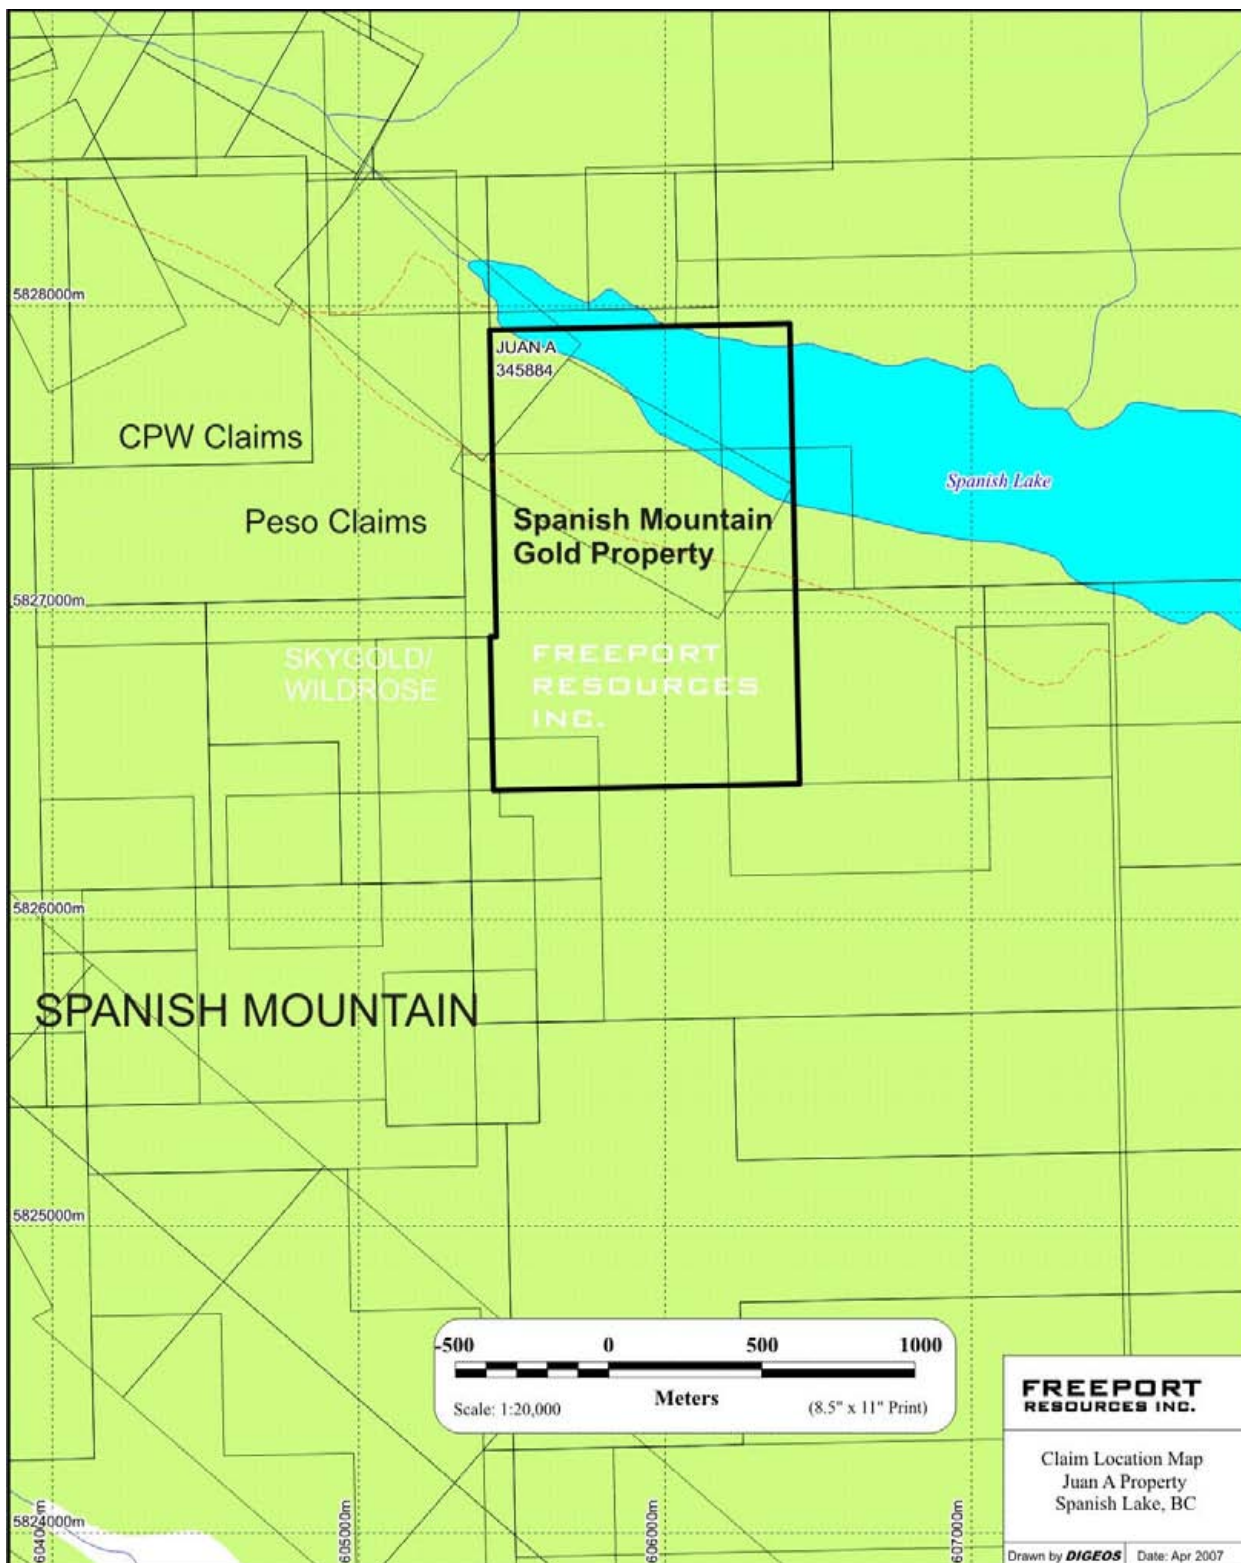 5828000m
JUAN A
345884
CPW Claims
Spanish Lake
Peso Claims
Spanish Mountain
Gold Property
5827000m
SKYGOLD/
WILDROSE
FREEPORT
RESOURCES
INC.
5826000m
SPANISH MOUNTAIN
5825000m
-500 0 500 1000
Meters
Scale: 1:20,000
(8.5" x 11" Print)
FREEPORT
RESOURCES INC.
Claim Location Map
Juan A Property
Spanish Lake, BC
5824000m
604000m
605000m
606000m
607000m
Drawn by DIGEOS
Date: Apr 2007